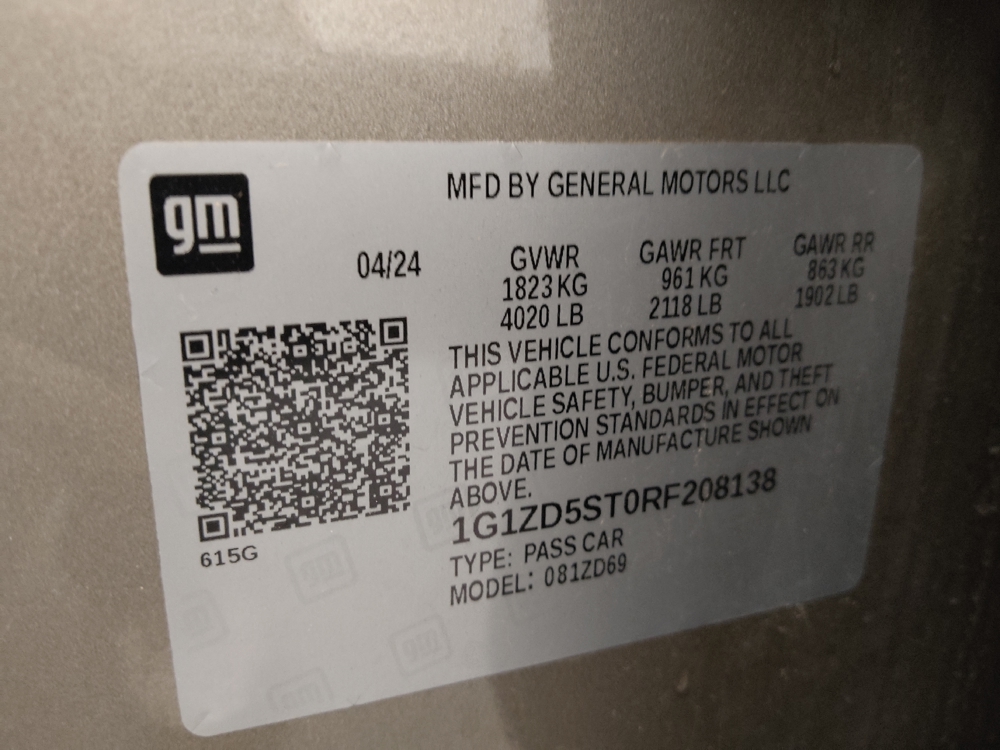 gm
MFD BY GENERAL MOTORS LLC
04/24
GVWR GAWR FRT GAWR RR
1823 KG 961 KG 863 KG
4020 LB 2118 LB 1902 LB
THIS VEHICLE CONFORMS TO ALL
APPLICABLE U.S. FEDERAL MOTOR
VEHICLE SAFETY, BUMPER, AND THEFT
PREVENTION STANDARDS IN EFFECT ON
THE DATE OF MANUFACTURE SHOWN
ABOVE.
1G1ZD5ST0RF208138
TYPE: PASS CAR
MODEL: 081ZD69
615G